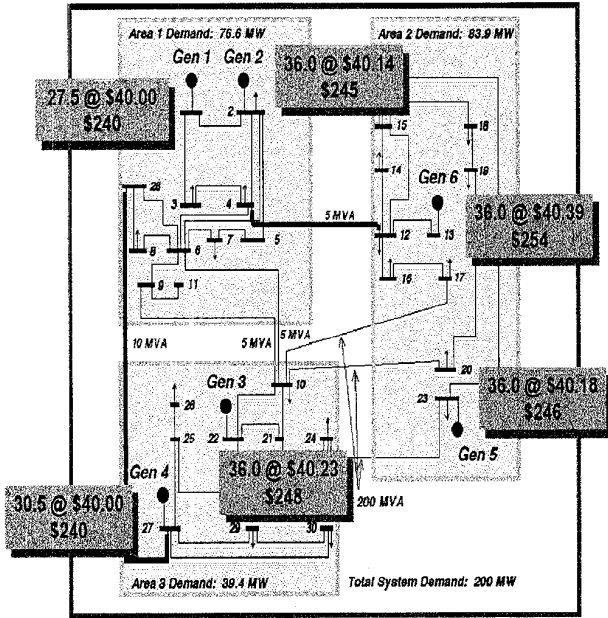 Area 1 Demand: 76.6 MW
Area 2 Demand: 83.9 MW
Gen 1
Gen 2
36.0 @ $40.14
$245
27.5 @ $40.00
$240
2
15
18
14
19
Gen 6
3
4
5 MVA
12
13
36.0 @ $40.39
$254
28
8
6
7
5
16
17
9
11
10 MVA
5 MVA
5 MVA
10
20
Gen 3
26
23
36.0 @ $40.18
$246
25
22
21
24
Gen 5
Gen 4
36.0 @ $40.23
$248
200 MVA
30.5 @ $40.00
$240
27
29
30
Area 3 Demand: 39.4 MW
Total System Demand: 200 MW